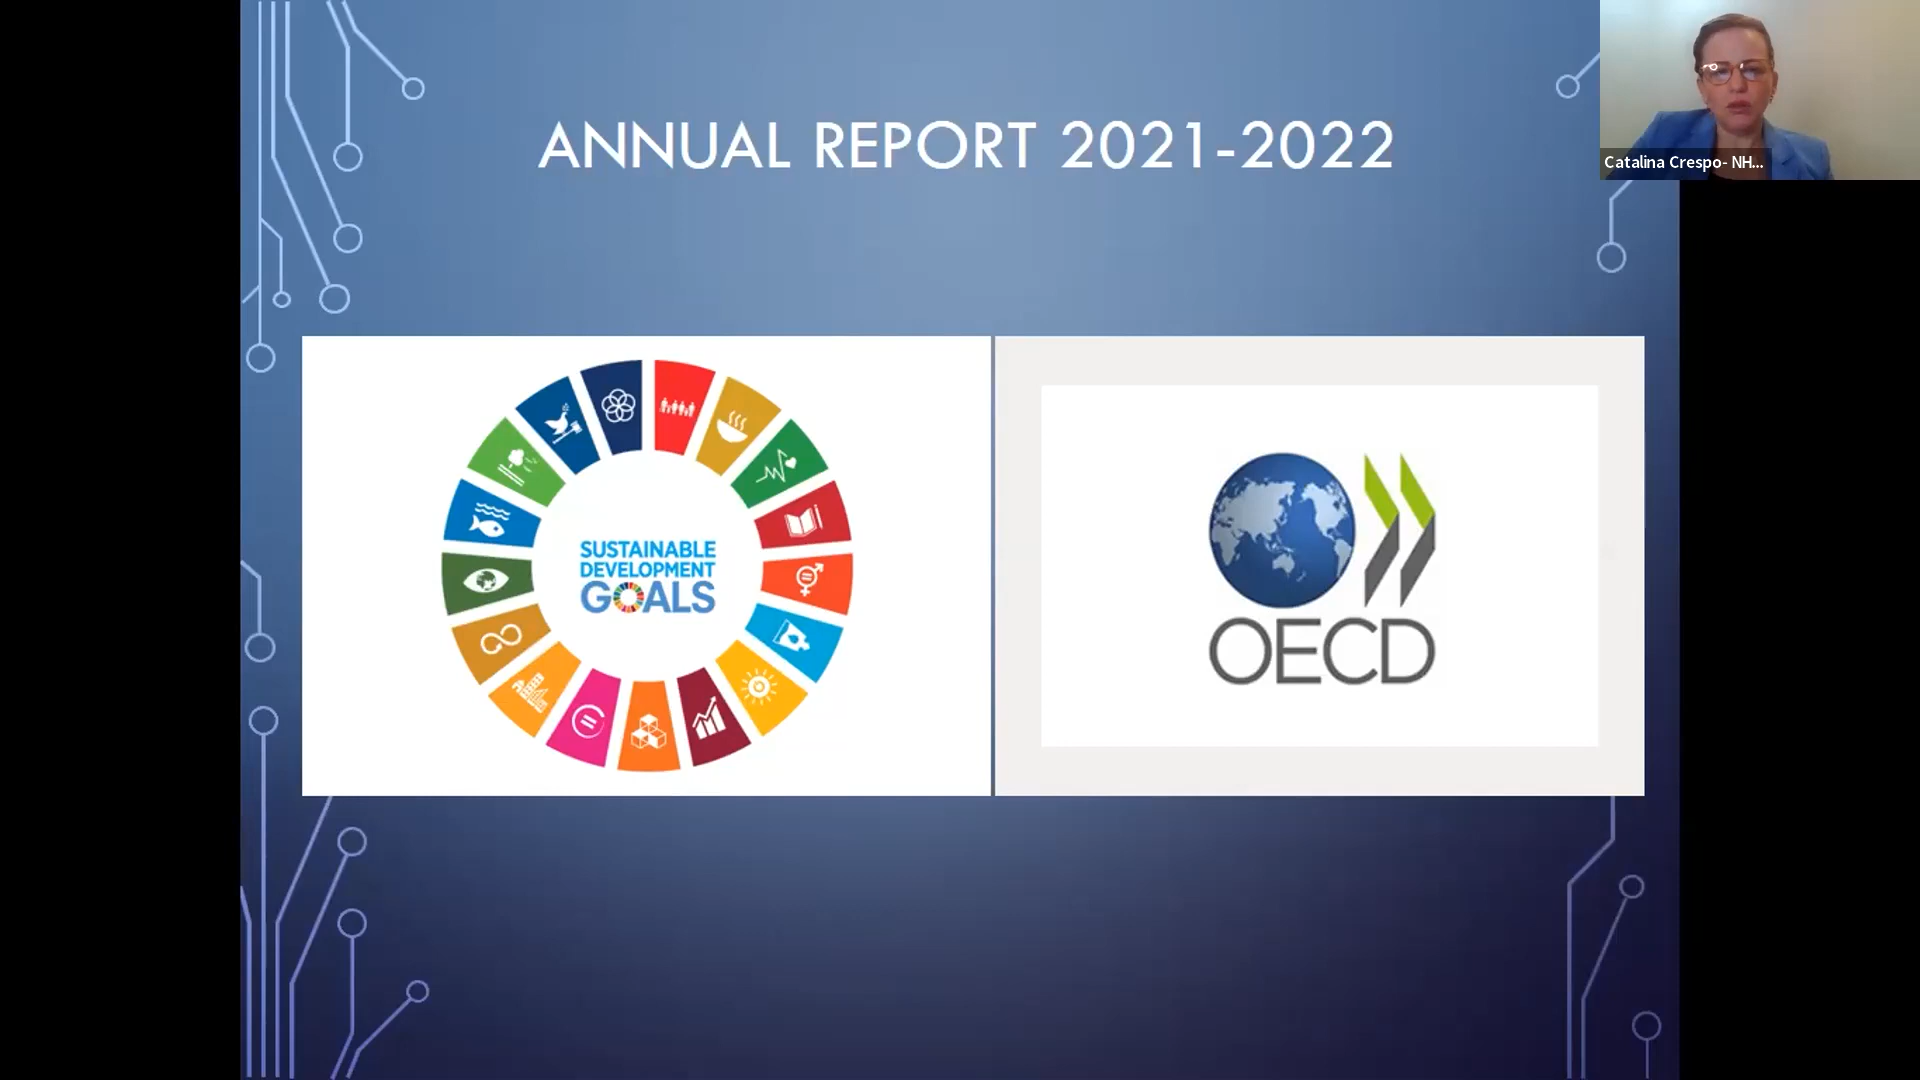 ANNUAL REPORT 2021-2022
Catalina Crespo- NH...
SUSTAINABLE
DEVELOPMENT
GOALS
OECD